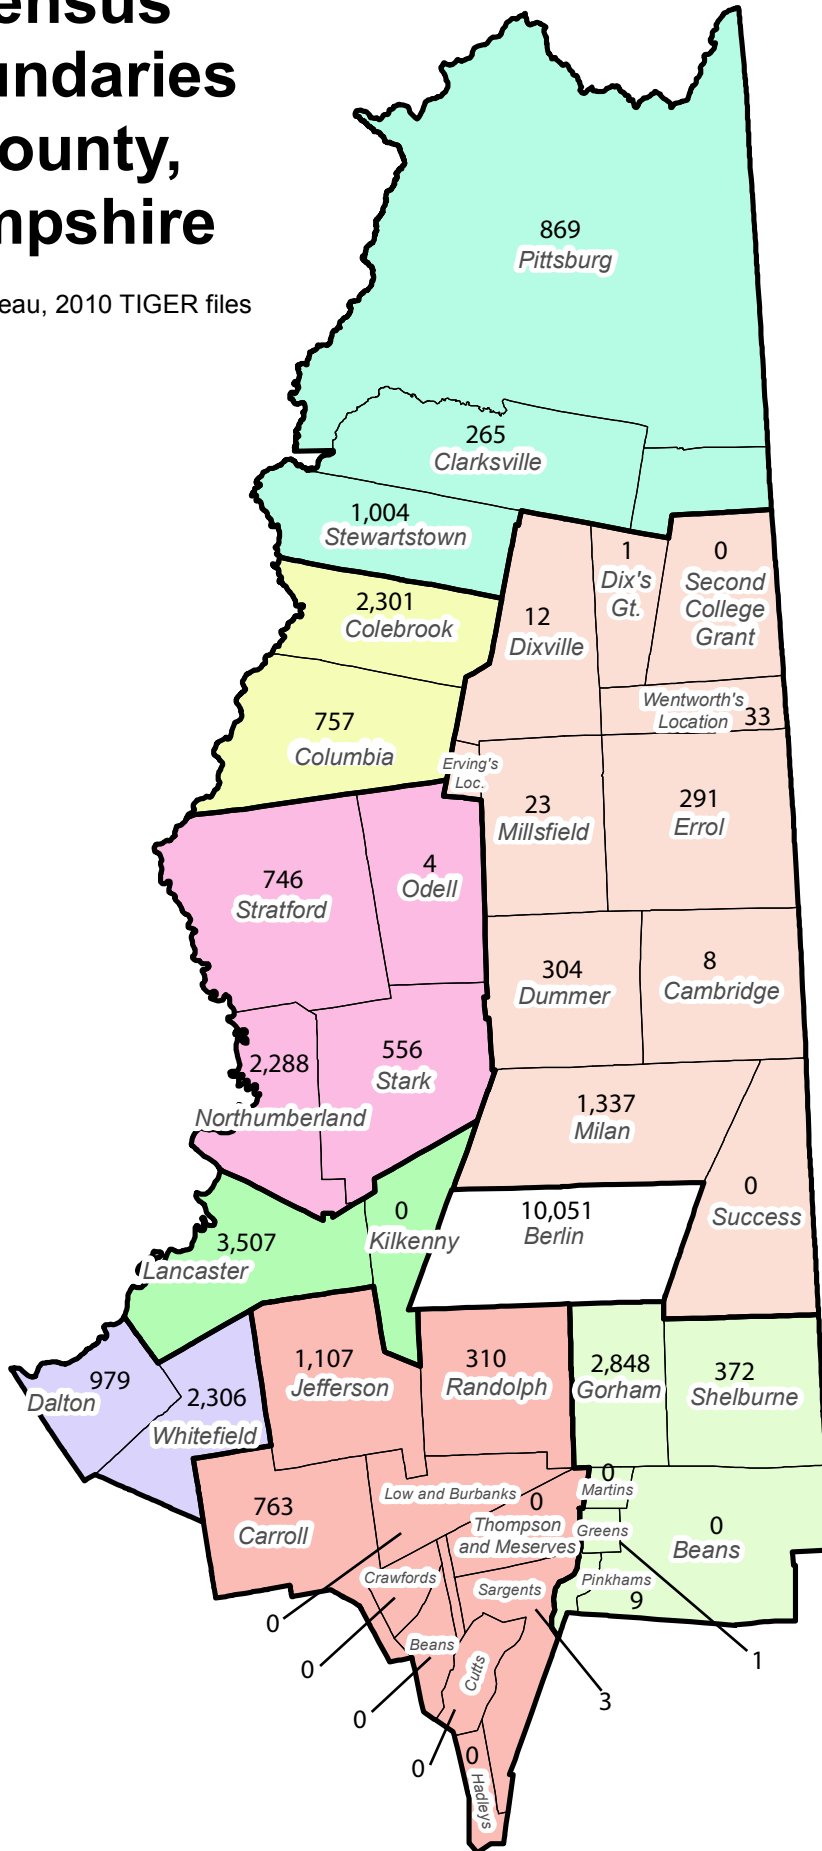 ensus
undaries
ounty,
mpshire
eau, 2010 TIGER files
869
Pittsburg
265
Clarksville
1,004
Stewartstown
1
Dix's
Gt.
0
Second
College
Grant
2,301
Colebrook
12
Dixville
Wentworth's
Location 33
757
Columbia
Erving's
Loc.
23
Millsfield
291
Errol
746
Stratford
4
Odell
304
Dummer
8
Cambridge
2,288
Northumberland
556
Stark
1,337
Milan
0
Success
10,051
Berlin
0
Kilkenny
3,507
Lancaster
979
Dalton
2,306
Whitefield
1,107
Jefferson
310
Randolph
2,848
Gorham
372
Shelburne
763
Carroll
Low and Burbanks
0
Thompson
and Meserves
0
Martins
Greens
0
Beans
Pinkhams
9
Crawfords
Sargents
Beans
Cutts
0
0
0
0
0
Hadleys
3
1